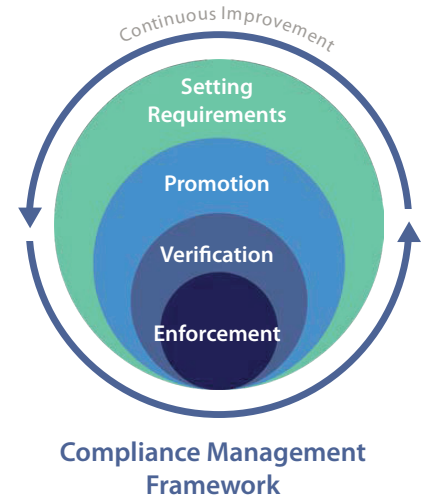 Continuous Improvement
Setting
Requirements
Promotion
Verification
Enforcement
Compliance Management
Framework